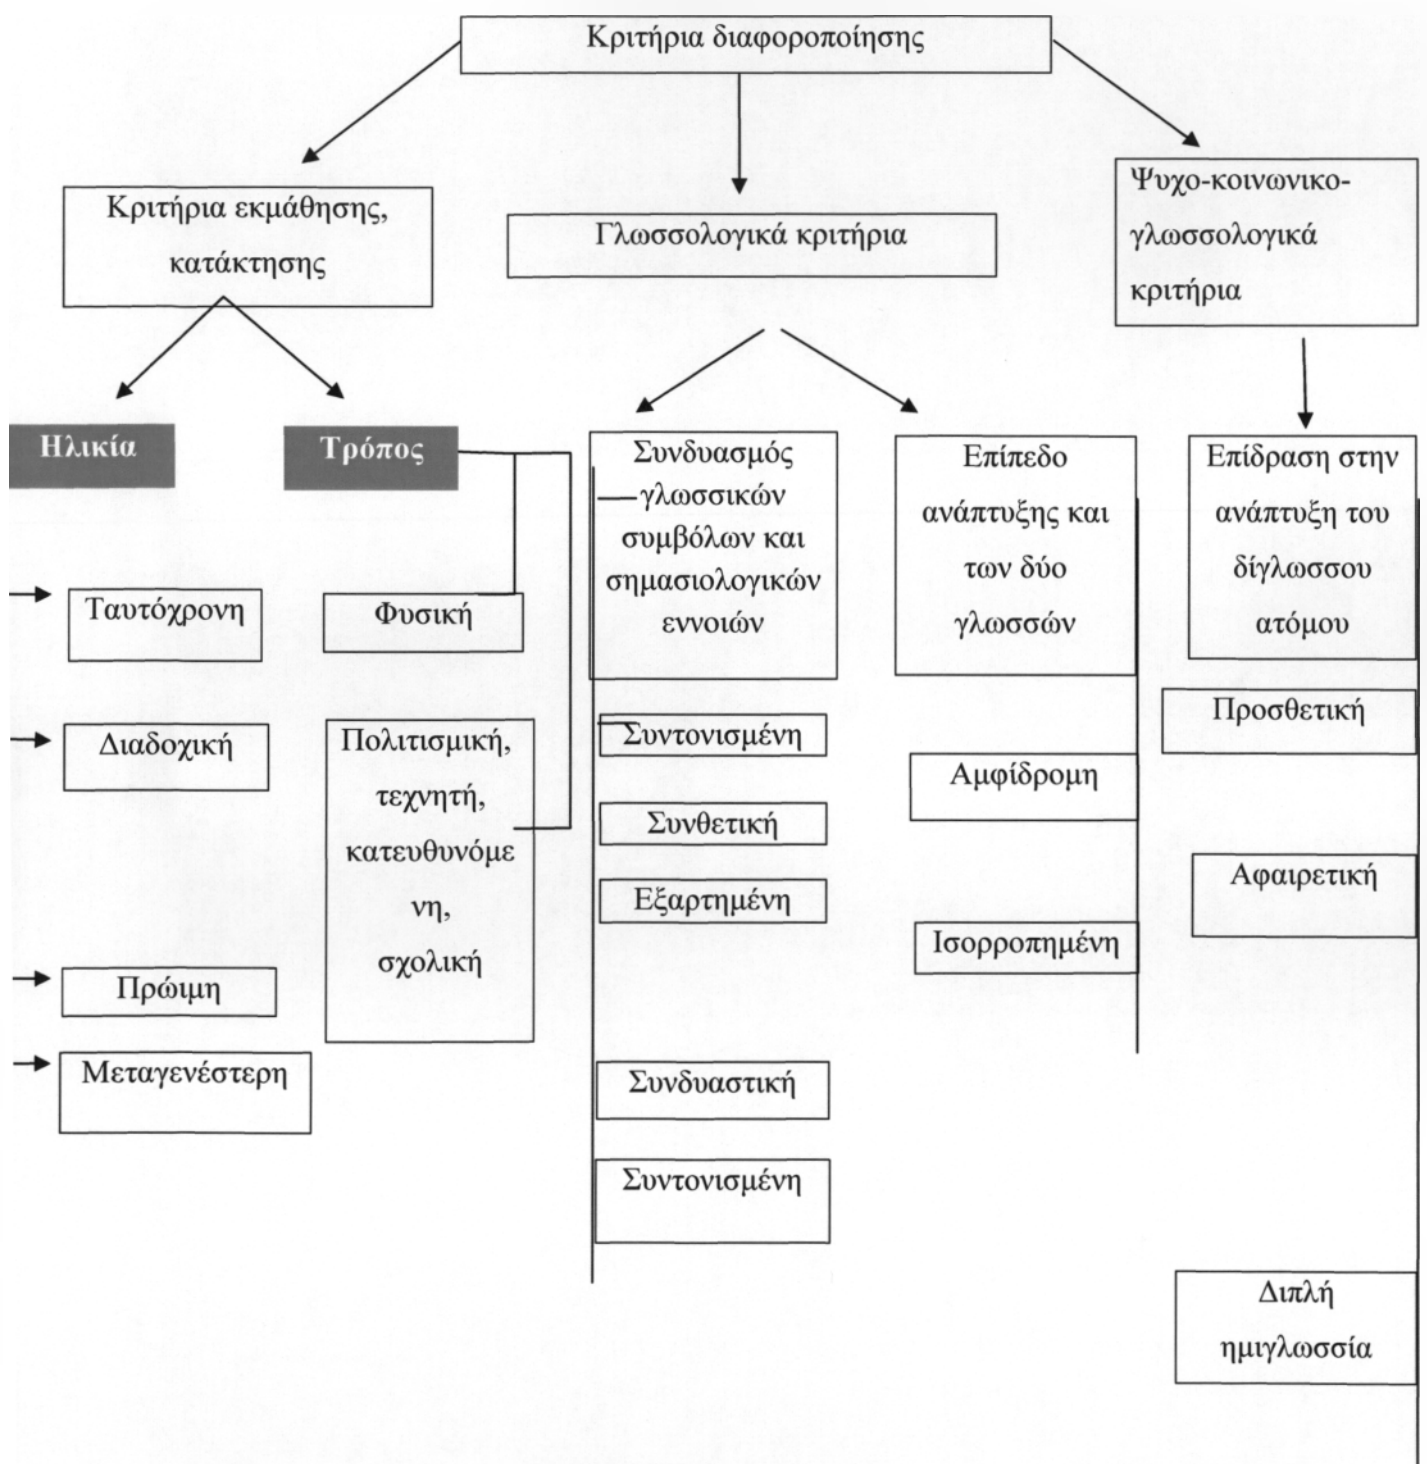 Κριτήρια διαφοροποίησης
Κριτήρια εκμάθησης,
κατάκτησης
Γλωσσολογικά κριτήρια
Ψυχο-κοινωνικο-
γλωσσολογικά
κριτήρια
Ηλικία
Τρόπος
Συνδυασμός
γλωσσικών
συμβόλων και
σημασιολογικών
εννοιών
Επίπεδο
ανάπτυξης και
των δύο
γλωσσών
Επίδραση στην
ανάπτυξη του
δίγλωσσου
ατόμου
Ταυτόχρονη
Διαδοχική
Πρώιμη
Μεταγενέστερη
Φυσική
Πολιτισμική,
τεχνητή,
κατευθυνόμε
νη,
σχολική
Συντονισμένη
Συνθετική
Εξαρτημένη
Συνδυαστική
Συντονισμένη
Αμφίδρομη
Ισορροπημένη
Προσθετική
Αφαιρετική
Διπλή
ημιγλωσσία